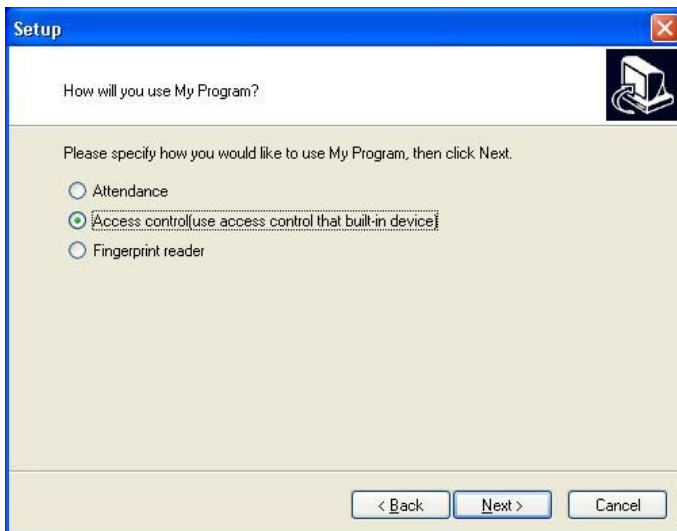 Setup
How will you use My Program?
Please specify how you would like to use My Program, then click Next.
Attendance
Access control(use access control that built-in device)
Fingerprint reader
< Back
Next >
Cancel